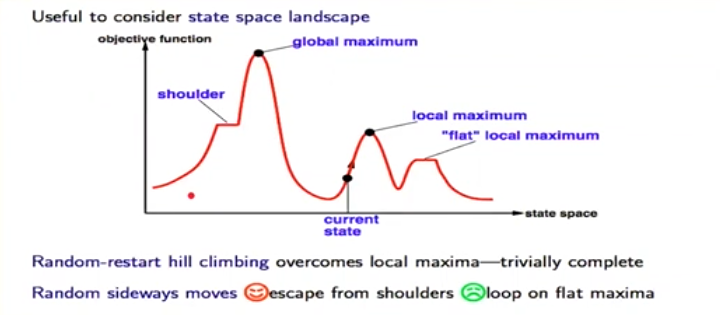 Useful to consider state space landscape
objective function
global maximum
shoulder
local maximum
"flat" local maximum
current
state
state space
Random-restart hill climbing overcomes local maxima—trivially complete
Random sideways moves escape from shoulders loop on flat maxima